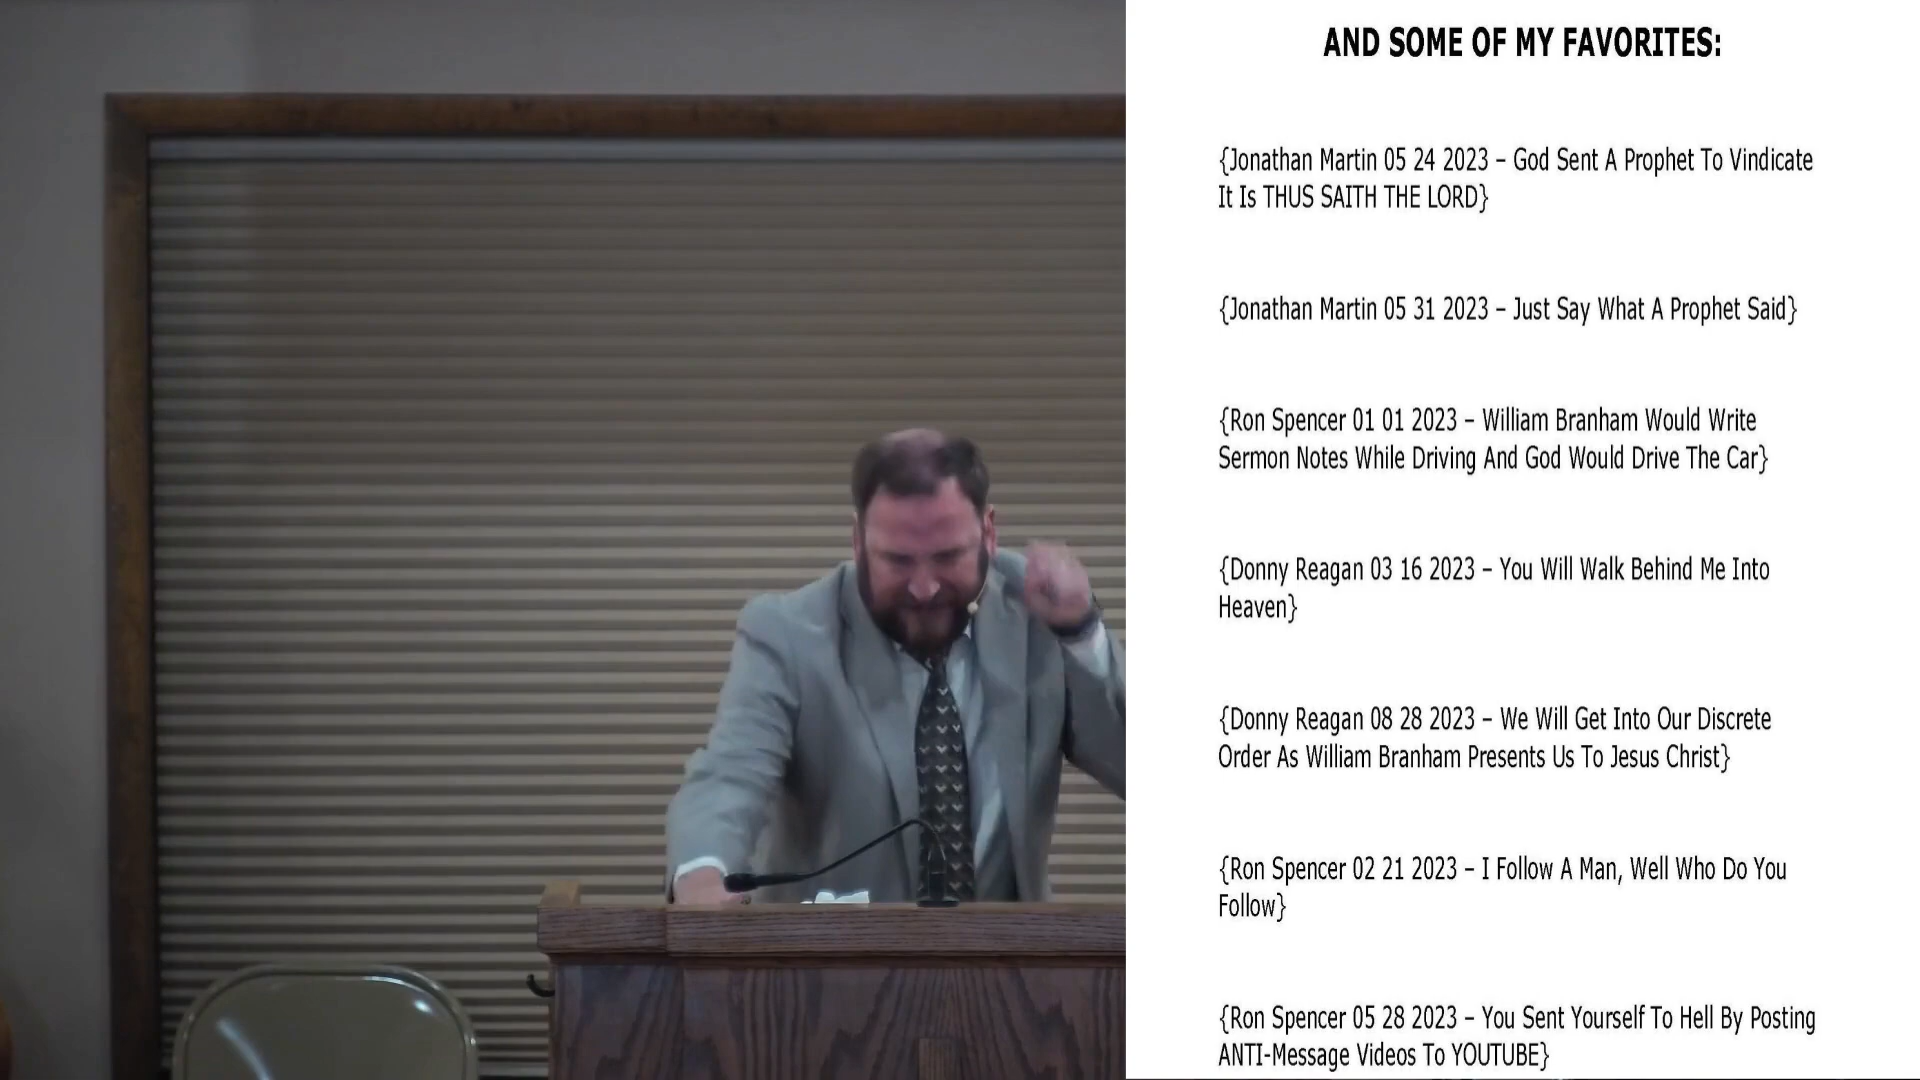 AND SOME OF MY FAVORITES:
{Jonathan Martin 05 24 2023 – God Sent A Prophet To Vindicate
It Is THUS SAITH THE LORD}
{Jonathan Martin 05 31 2023 – Just Say What A Prophet Said}
{Ron Spencer 01 01 2023 – William Branham Would Write
Sermon Notes While Driving And God Would Drive The Car}
{Donny Reagan 03 16 2023 – You Will Walk Behind Me Into
Heaven}
{Donny Reagan 08 28 2023 – We Will Get Into Our Discrete
Order As William Branham Presents Us To Jesus Christ}
{Ron Spencer 02 21 2023 – I Follow A Man, Well Who Do You
Follow}
{Ron Spencer 05 28 2023 – You Sent Yourself To Hell By Posting
ANTI-Message Videos To YOUTUBE}